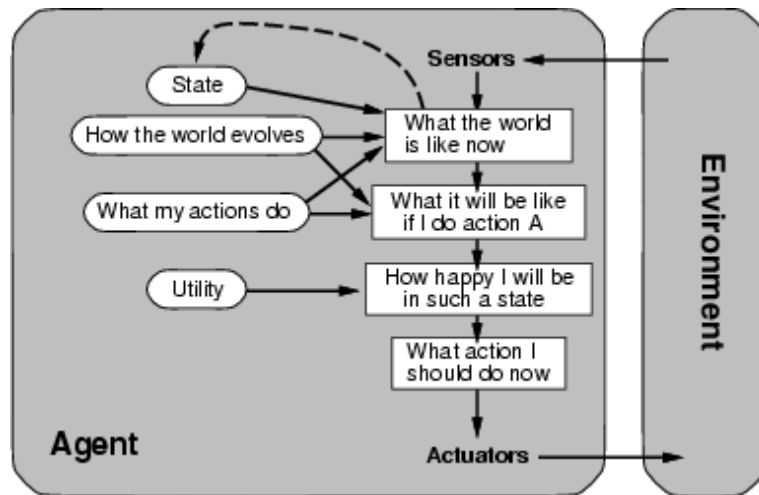 Sensors
State
How the world evolves
What the world
is like now
What my actions do
What it will be like
if I do action A
Utility
How happy I will be
in such a state
What action I
should do now
Agent
Actuators
Environment